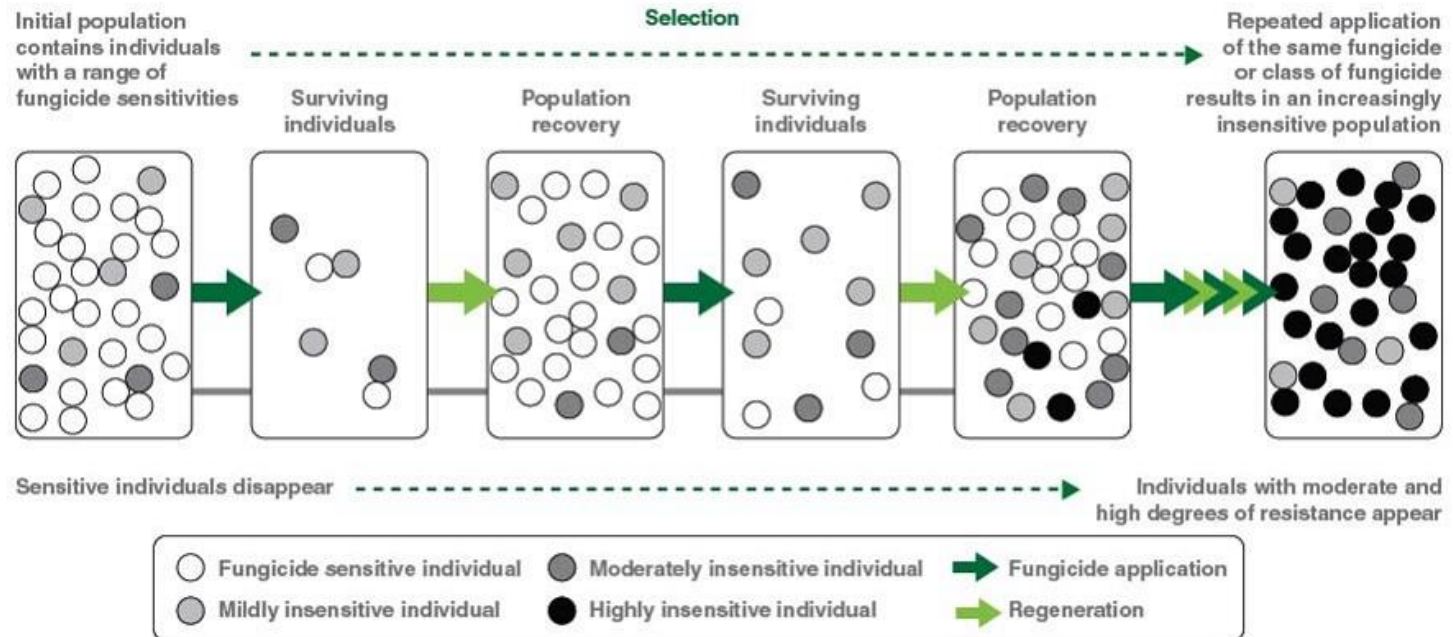 Initial population
contains individuals
with a range of
fungicide sensitivities
Selection
Repeated application
of the same fungicide
or class of fungicide
results in an increasingly
insensitive population
Surviving
individuals
Population
recovery
Surviving
individuals
Population
recovery
Sensitive individuals disappear
Individuals with moderate and
high degrees of resistance appear
Fungicide sensitive individual
Moderately insensitive individual
Fungicide application
Mildly insensitive individual
Highly insensitive individual
Regeneration